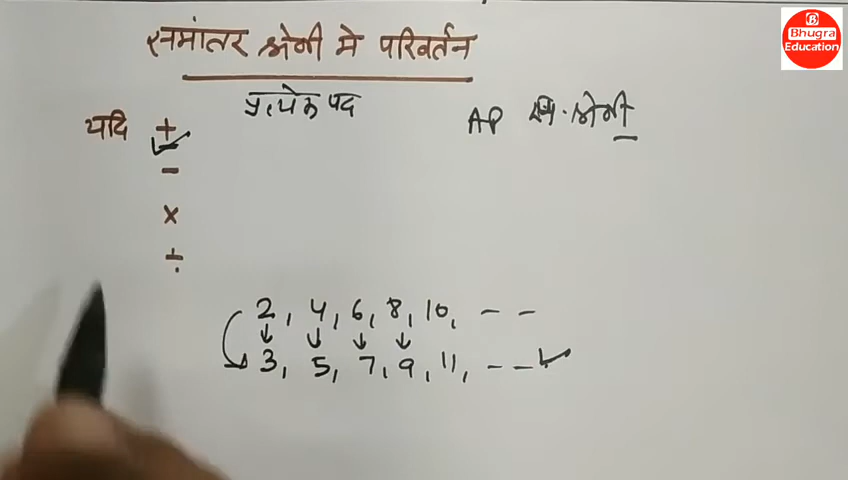 समांतर श्रेणी मे परिवर्तन
प्रत्येक पद
यदि +
AP स. श्रेणी
-
×
÷
2, 4, 6, 8, 10, - -
3, 5, 7, 9, 11, - -
Bhugra
Education